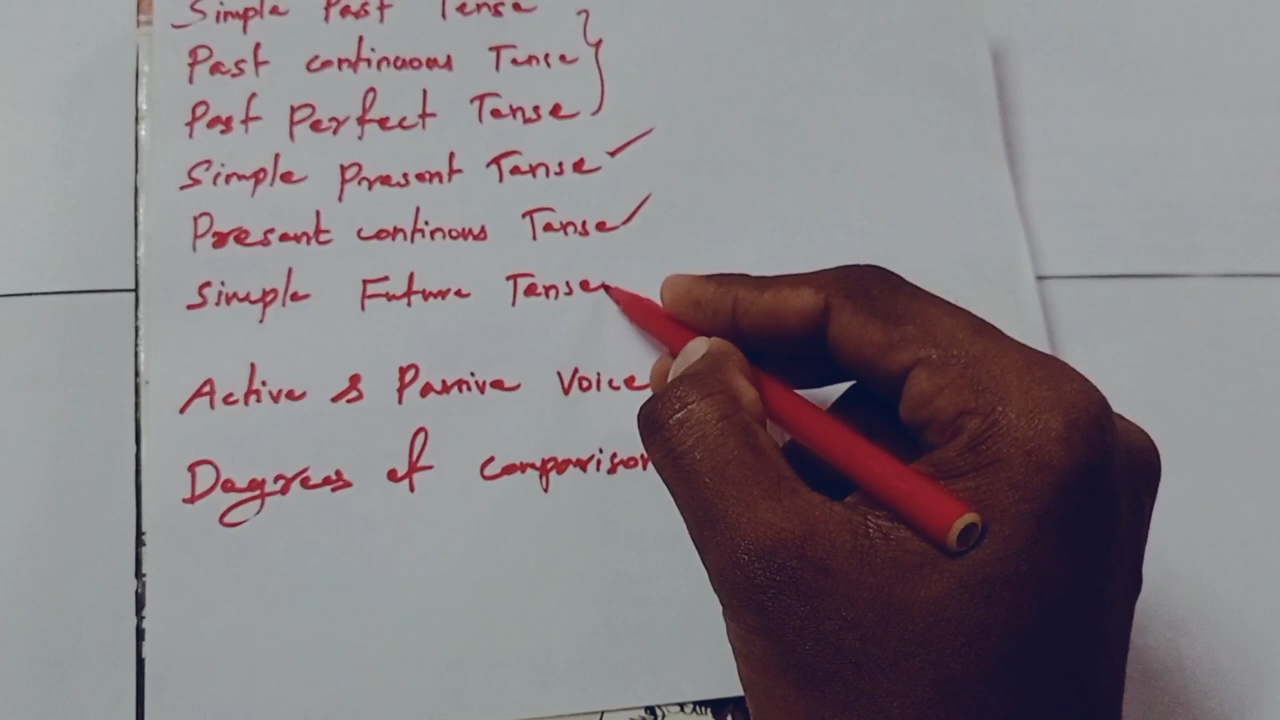 Simple Past Tense
Past continuous Tense
Past Perfect Tense
Simple Present Tense
Present continous Tense
Simple Future Tense
Active & Passive Voice
Degrees of comparison